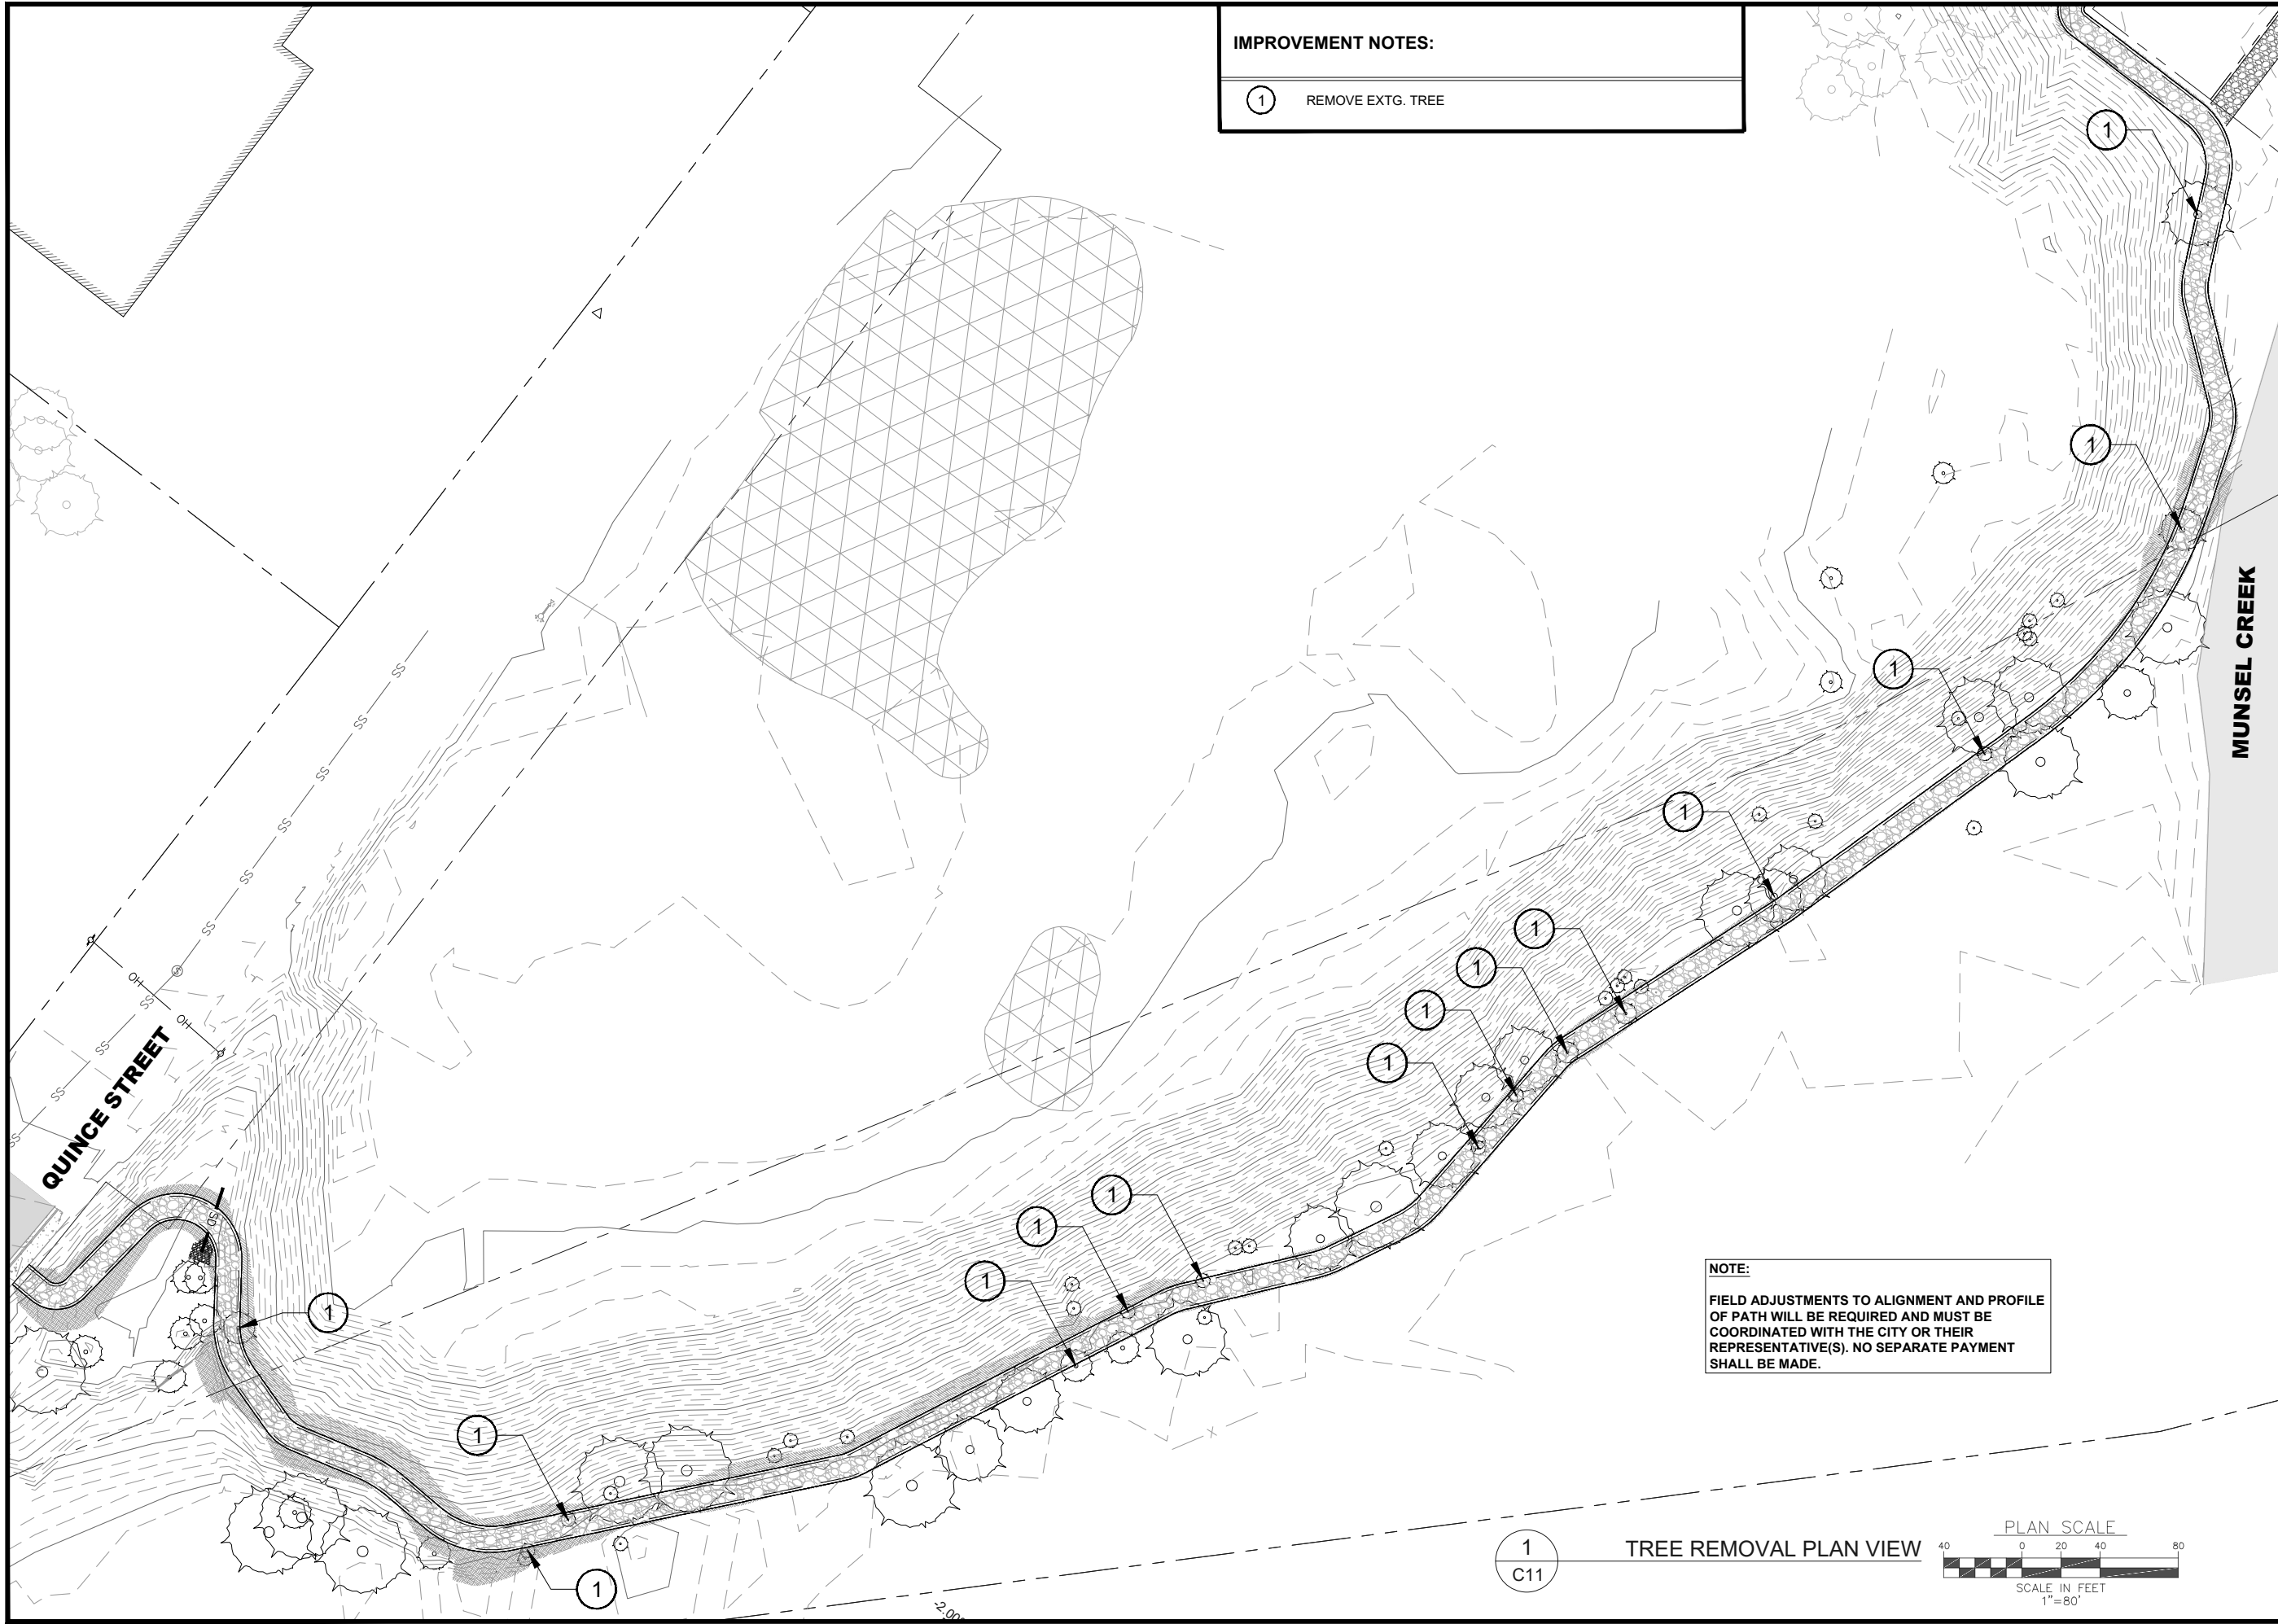 IMPROVEMENT NOTES:
1 REMOVE EXTG. TREE
1
1
1
1
1
1
1
1
1
1
1
1
1
1
MUNSEL CREEK
SS
SS
SS
SS
SS
SS
SS
SS
SS
SS
OH
OH
S
QUINCE STREET
SD
NOTE:
FIELD ADJUSTMENTS TO ALIGNMENT AND PROFILE
OF PATH WILL BE REQUIRED AND MUST BE
COORDINATED WITH THE CITY OR THEIR
REPRESENTATIVE(S). NO SEPARATE PAYMENT
SHALL BE MADE.
1
C11
TREE REMOVAL PLAN VIEW
PLAN SCALE
40 0 20 40 80
SCALE IN FEET
1"=80'